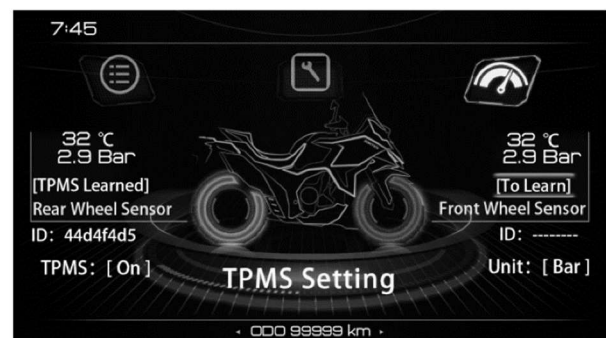 7:45
32 ℃
2.9 Bar
[TPMS Learned]
Rear Wheel Sensor
ID: 44d4f4d5
TPMS: [ On ]
32 ℃
2.9 Bar
[To Learn]
Front Wheel Sensor
ID: --------
Unit: [ Bar ]
TPMS Setting
ODO 99999 km